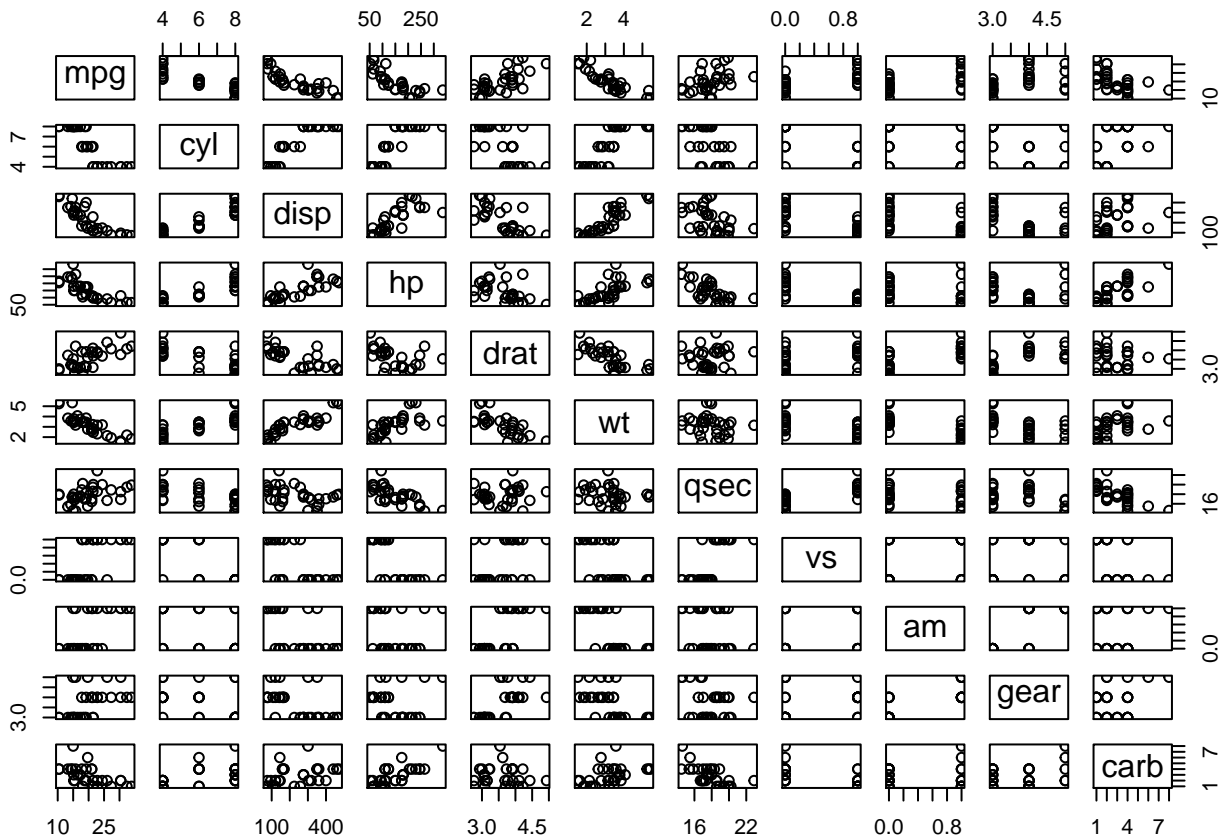 4 6 8 50 250 2 4 0.0 0.8 3.0 4.5
mpg 10
4 7 cyl
disp 100
50 hp
drat 3.0
2 5 wt
qsec 16
0.0 vs
am 0.0
3.0 gear
carb 1 7
10 25 100 400 3.0 4.5 16 22 0.0 0.8 1 4 7